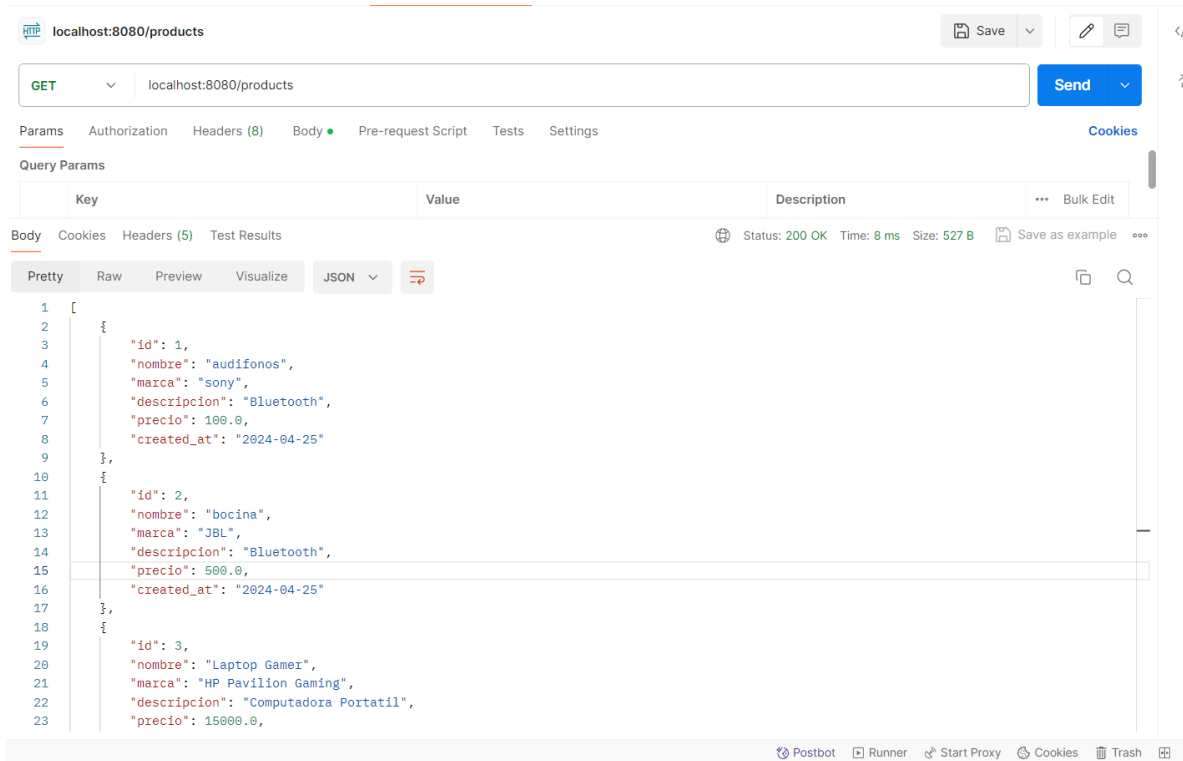 HTTP localhost:8080/products Save
GET localhost:8080/products Send
Params Authorization Headers (8) Body Pre-request Script Tests Settings Cookies
Query Params
Key Value Description Bulk Edit
Body Cookies Headers (5) Test Results Status: 200 OK Time: 8 ms Size: 527 B Save as example
Pretty Raw Preview Visualize JSON
1 [
2 {
3 "id": 1,
4 "nombre": "audifonos",
5 "marca": "sony",
6 "descripcion": "Bluetooth",
7 "precio": 100.0,
8 "created_at": "2024-04-25"
9 },
10 {
11 "id": 2,
12 "nombre": "bocina",
13 "marca": "JBL",
14 "descripcion": "Bluetooth",
15 "precio": 500.0,
16 "created_at": "2024-04-25"
17 },
18 {
19 "id": 3,
20 "nombre": "Laptop Gamer",
21 "marca": "HP Pavilion Gaming",
22 "descripcion": "Computadora Portatil",
23 "precio": 15000.0,
Postbot Runner Start Proxy Cookies Trash